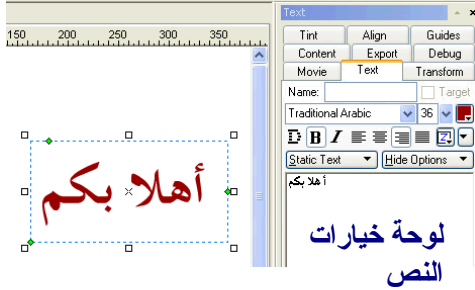 Text
Tint Align Guides
Content Export Debug
Movie Text Transform
Name: Target
Traditional Arabic 36
D B I
Static Text Hide Options
أهلا بكم
لوحة خيارات
النص
150 200 250 300 350
أهلا بكم